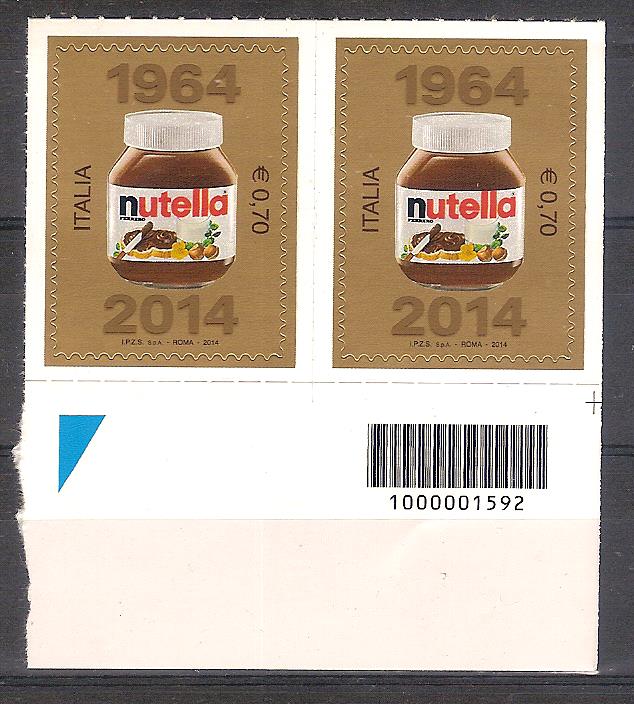 1964
ITALIA
€ 0,70
nutella
FERRERO
2014
I.P.Z.S. S.p.A. - ROMA - 2014
1964
ITALIA
€ 0,70
nutella
FERRERO
2014
I.P.Z.S. S.p.A. - ROMA - 2014
1000001592